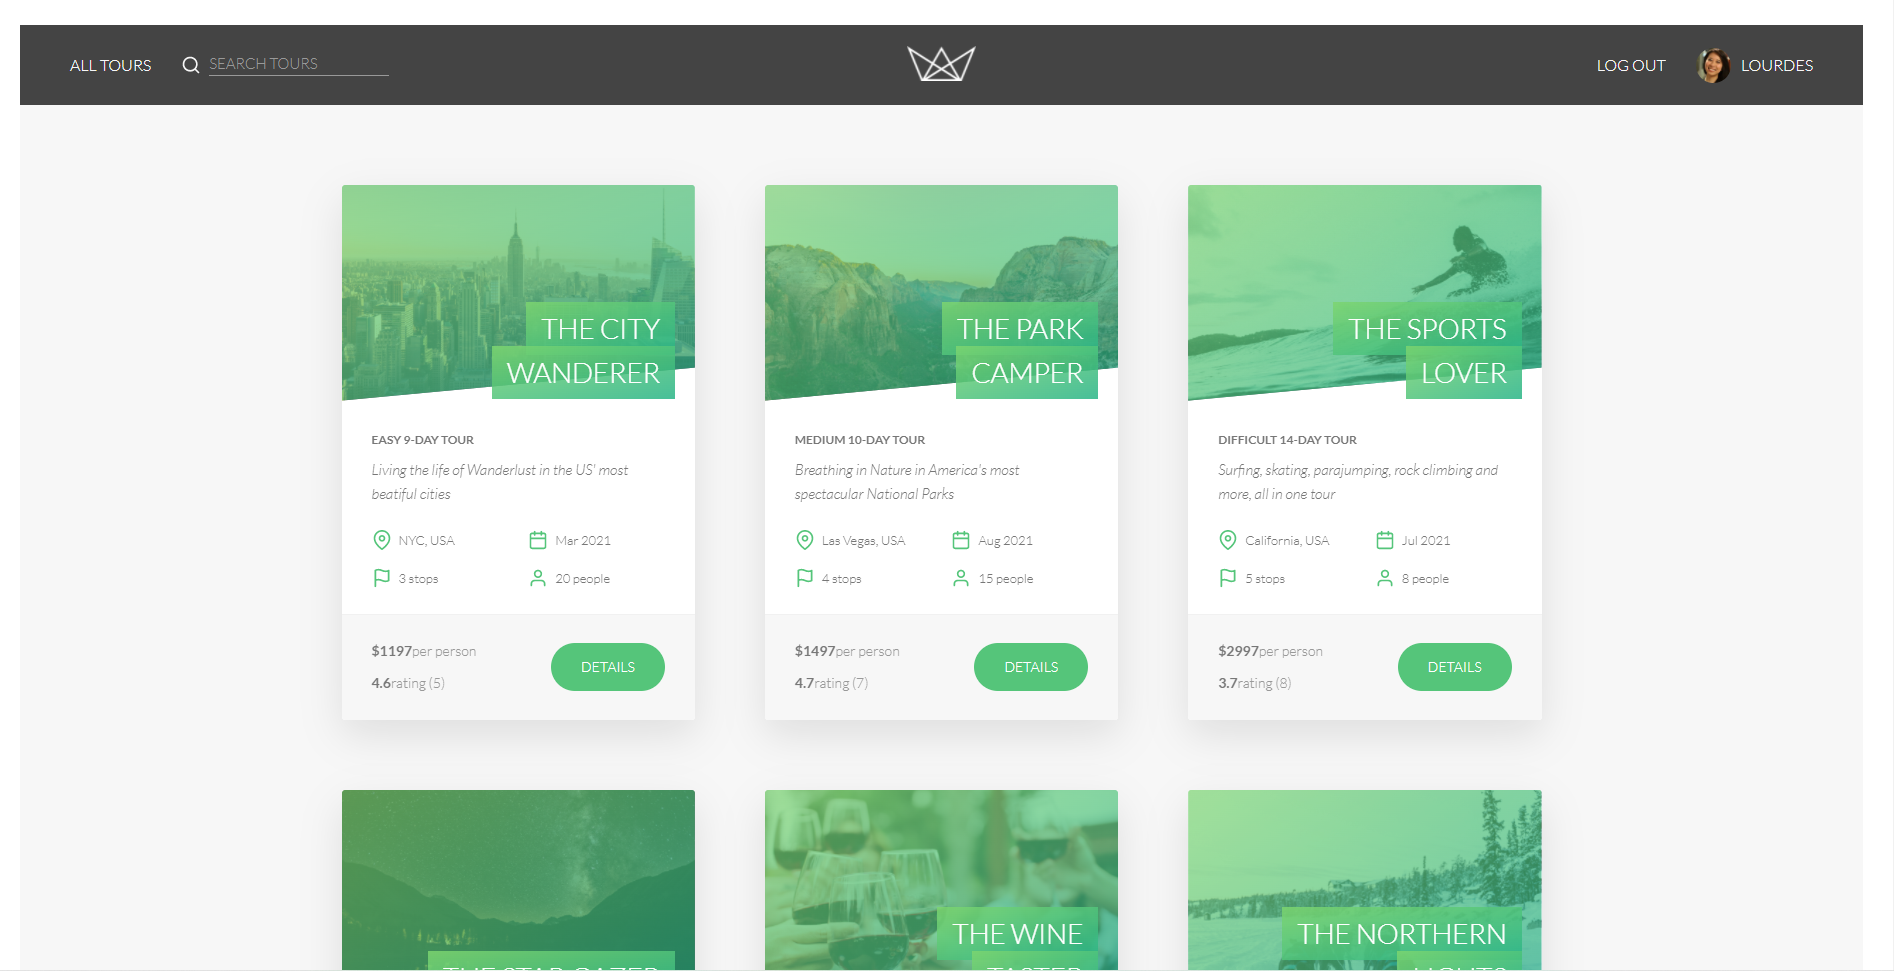 ALL TOURS
SEARCH TOURS
LOG OUT
LOURDES
THE CITY
WANDERER
EASY 9-DAY TOUR
Living the life of Wanderlust in the US' most
beatiful cities
NYC, USA
Mar 2021
3 stops
20 people
$1197per person
4.6rating (5)
DETAILS
THE PARK
CAMPER
MEDIUM 10-DAY TOUR
Breathing in Nature in America's most
spectacular National Parks
Las Vegas, USA
Aug 2021
4 stops
15 people
$1497per person
4.7rating (7)
DETAILS
THE SPORTS
LOVER
DIFFICULT 14-DAY TOUR
Surfing, skating, parajumping, rock climbing and
more, all in one tour
California, USA
Jul 2021
5 stops
8 people
$2997per person
3.7rating (8)
DETAILS
THE STAR GAZER
THE WINE
TASTER
THE NORTHERN
LIGHTS